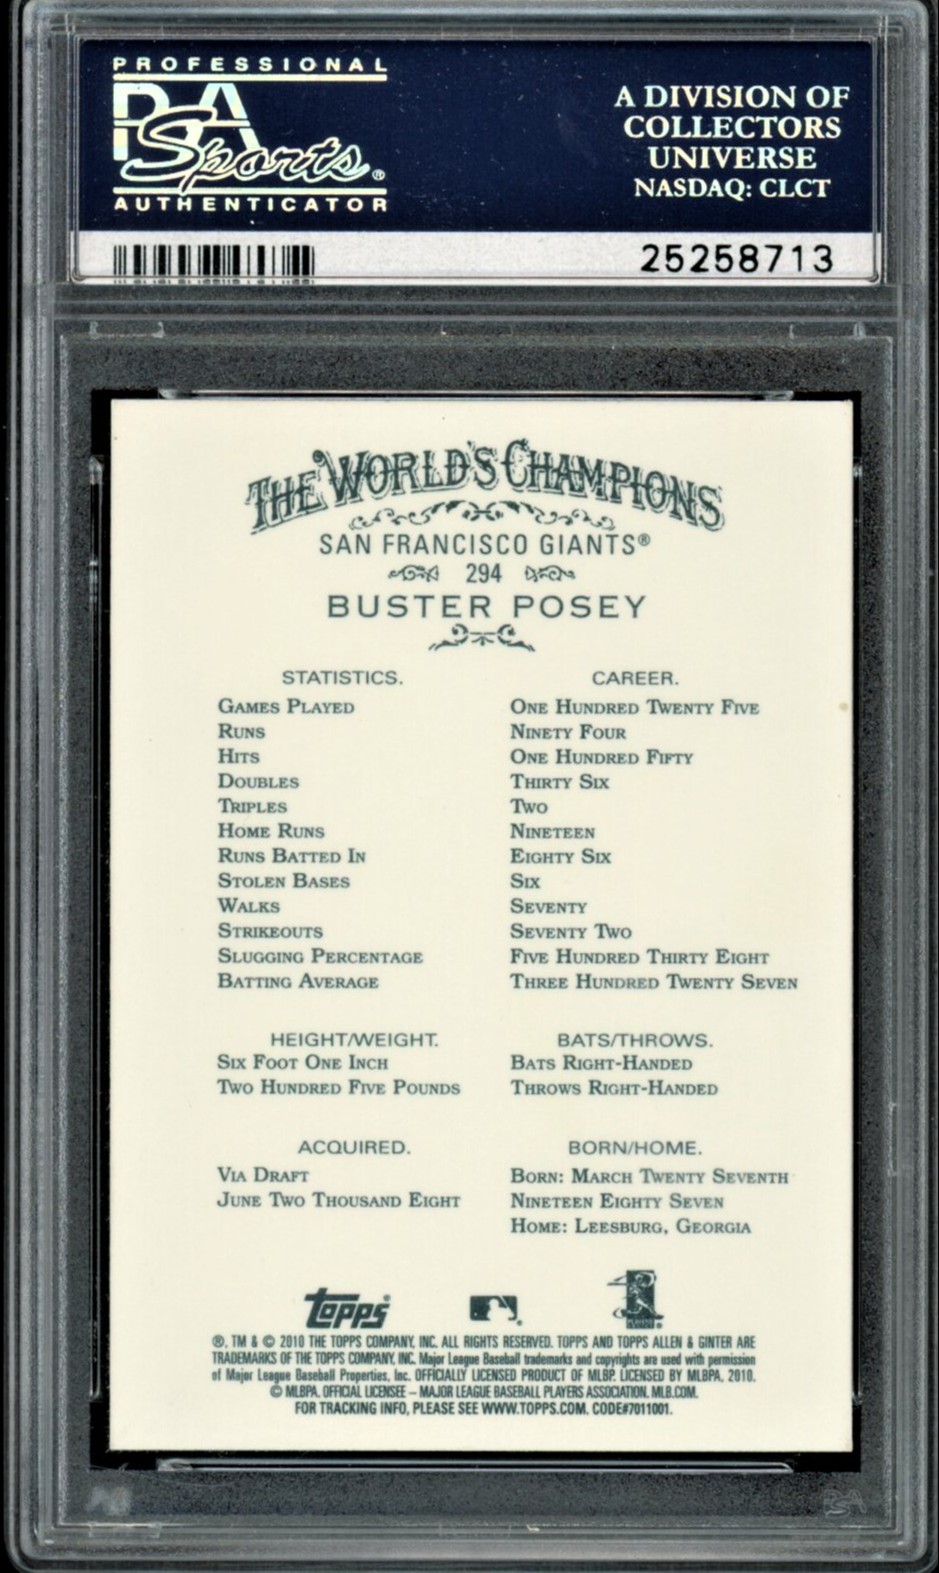 PROFESSIONAL
PSA
Sports®
AUTHENTICATOR
A DIVISION OF
COLLECTORS
UNIVERSE
NASDAQ: CLCT
25258713
THE WORLD'S CHAMPIONS
SAN FRANCISCO GIANTS®
294
BUSTER POSEY
STATISTICS. CAREER.
GAMES PLAYED ONE HUNDRED TWENTY FIVE
RUNS NINETY FOUR
HITS ONE HUNDRED FIFTY
DOUBLES THIRTY SIX
TRIPLES TWO
HOME RUNS NINETEEN
RUNS BATTED IN EIGHTY SIX
STOLEN BASES SIX
WALKS SEVENTY
STRIKEOUTS SEVENTY TWO
SLUGGING PERCENTAGE FIVE HUNDRED THIRTY EIGHT
BATTING AVERAGE THREE HUNDRED TWENTY SEVEN
HEIGHT/WEIGHT.
SIX FOOT ONE INCH
TWO HUNDRED FIVE POUNDS
BATS/THROWS.
BATS RIGHT-HANDED
THROWS RIGHT-HANDED
ACQUIRED.
VIA DRAFT
JUNE TWO THOUSAND EIGHT
BORN/HOME.
BORN: MARCH TWENTY SEVENTH
NINETEEN EIGHTY SEVEN
HOME: LEESBURG, GEORGIA
Topps
®, TM & © 2010 THE TOPPS COMPANY, INC. ALL RIGHTS RESERVED. TOPPS AND TOPPS ALLEN & GINTER ARE
TRADEMARKS OF THE TOPPS COMPANY, INC. Major League Baseball trademarks and copyrights are used with permission
of Major League Baseball Properties, Inc. OFFICIALLY LICENSED PRODUCT OF MLBP. LICENSED BY MLBPA, 2010.
© MLBPA. OFFICIAL LICENSEE – MAJOR LEAGUE BASEBALL PLAYERS ASSOCIATION. MLB.COM.
FOR TRACKING INFO, PLEASE SEE WWW.TOPPS.COM. CODE#7011001.
PSA